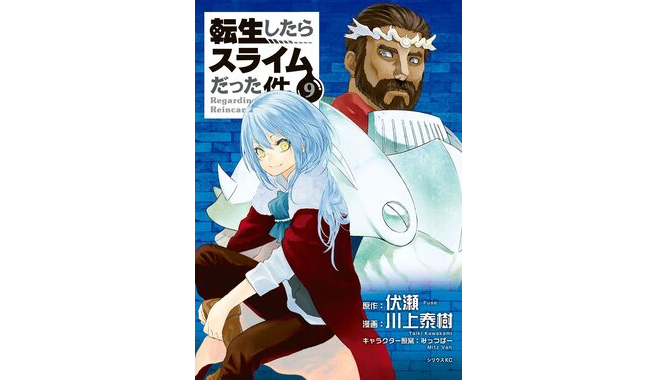 転生したら
スライム
だった件 9
Regarding
Reincar
原作：伏瀬 Fuse
漫画：川上泰樹
Taiki Kawakami
キャラクター原案：みっつばー
Mitz Vah
シリウスKC